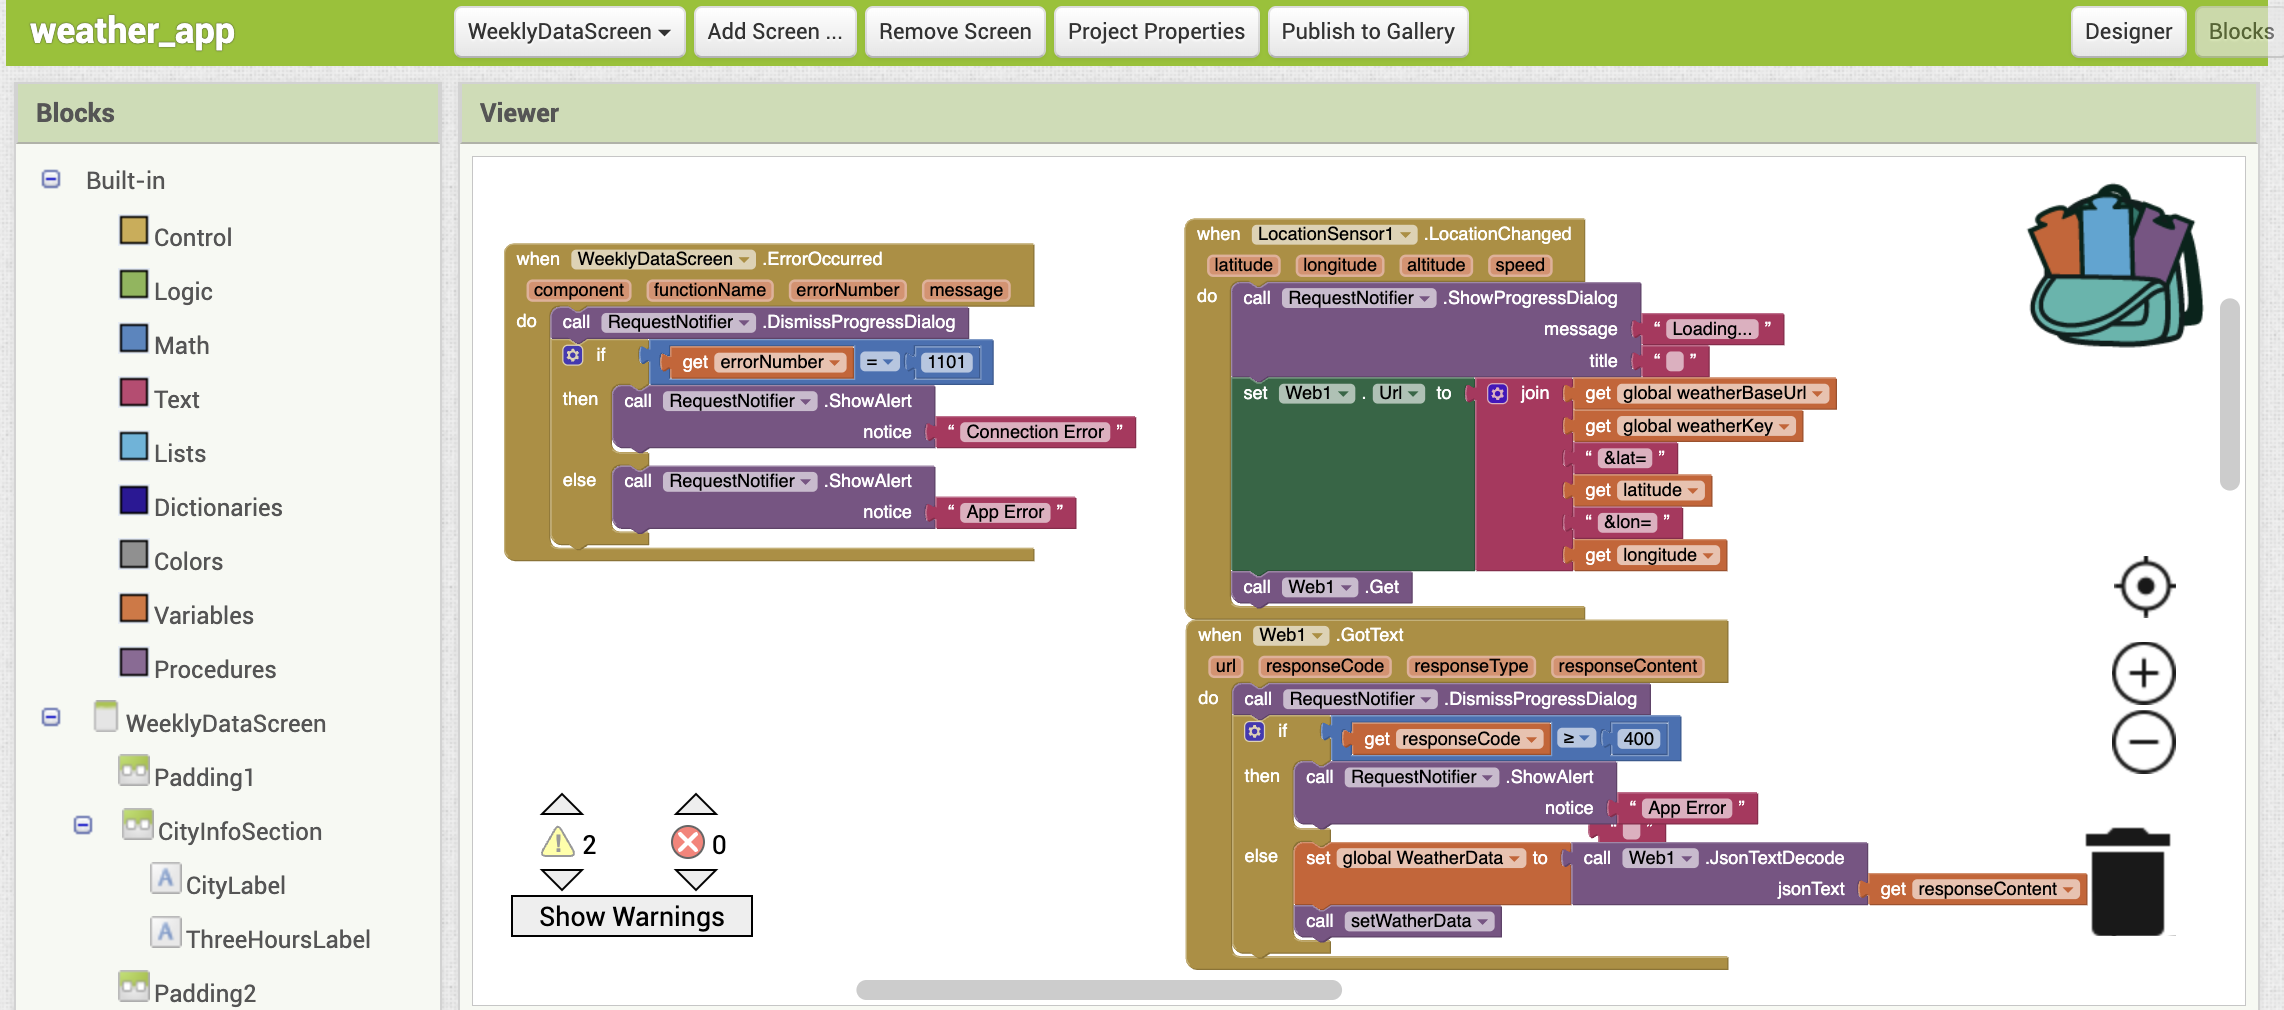 weather_app
WeeklyDataScreen
Add Screen ...
Remove Screen
Project Properties
Publish to Gallery
Designer
Blocks
Blocks
Built-in
Control
Logic
Math
Text
Lists
Dictionaries
Colors
Variables
Procedures
WeeklyDataScreen
Padding1
CityInfoSection
A CityLabel
A ThreeHoursLabel
Padding2
Viewer
when WeeklyDataScreen .ErrorOccurred
component functionName errorNumber message
do call RequestNotifier .DismissProgressDialog
if get errorNumber = 1101
then call RequestNotifier .ShowAlert
notice " Connection Error "
else call RequestNotifier .ShowAlert
notice " App Error "
when LocationSensor1 .LocationChanged
latitude longitude altitude speed
do call RequestNotifier .ShowProgressDialog
message " Loading... "
title " "
set Web1 . Url to join get global weatherBaseUrl
get global weatherKey
" &lat= "
get latitude
" &lon= "
get longitude
call Web1 .Get
when Web1 .GotText
url responseCode responseType responseContent
do call RequestNotifier .DismissProgressDialog
if get responseCode ≥ 400
then call RequestNotifier .ShowAlert
notice " App Error "
" "
else set global WeatherData to call Web1 .JsonTextDecode
jsonText get responseContent
call setWatherData
2 0
Show Warnings